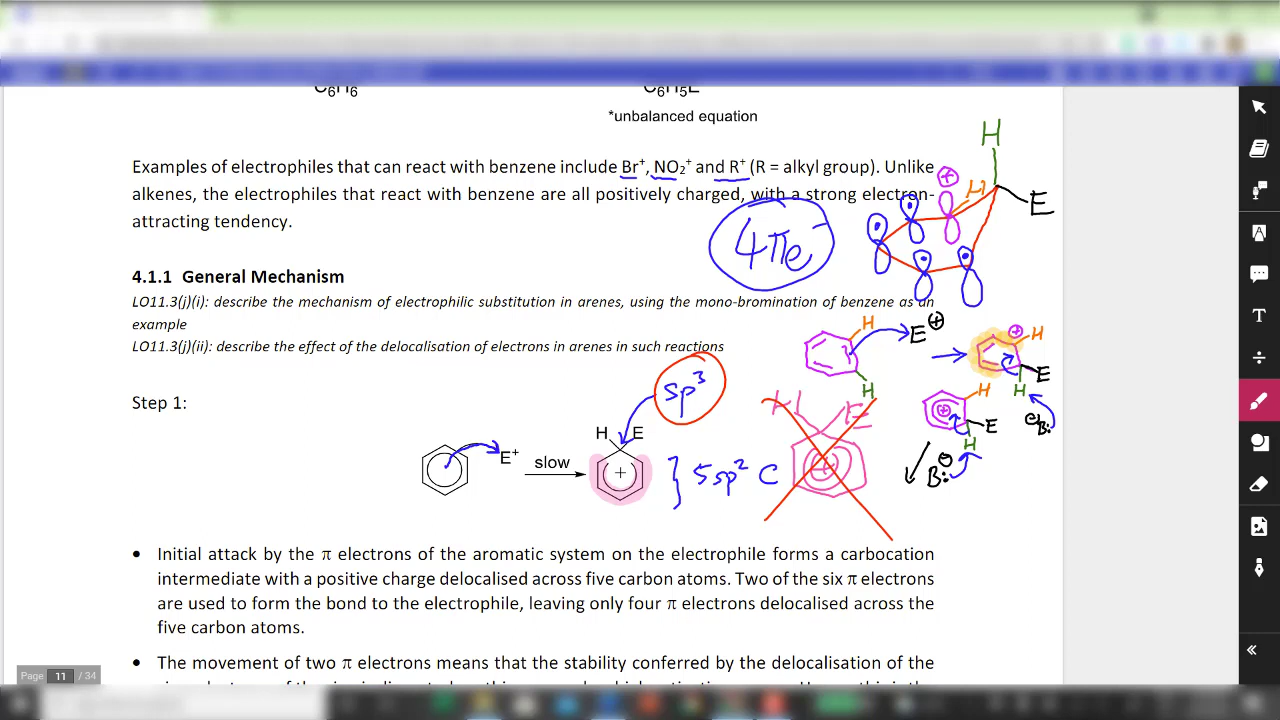 C₆H₆ C₆H₅E
*unbalanced equation
Examples of electrophiles that can react with benzene include Br⁺, NO₂⁺ and R⁺ (R = alkyl group). Unlike
alkenes, the electrophiles that react with benzene are all positively charged, with a strong electron-
attracting tendency.
H
⊕
H
E
4πe⁻
4.1.1 General Mechanism
LO11.3(j)(i): describe the mechanism of electrophilic substitution in arenes, using the mono-bromination of benzene as an
example
LO11.3(j)(ii): describe the effect of the delocalisation of electrons in arenes in such reactions
H
E⊕
H
⊕
H
E
H
sp³
Step 1:
H E
E⁺
slow
+
} 5sp² C
H E
+
H
⊕
E
H
⊖B:
⊖
B:
• Initial attack by the π electrons of the aromatic system on the electrophile forms a carbocation
intermediate with a positive charge delocalised across five carbon atoms. Two of the six π electrons
are used to form the bond to the electrophile, leaving only four π electrons delocalised across the
five carbon atoms.
• The movement of two π electrons means that the stability conferred by the delocalisation of the
Page 11 / 34